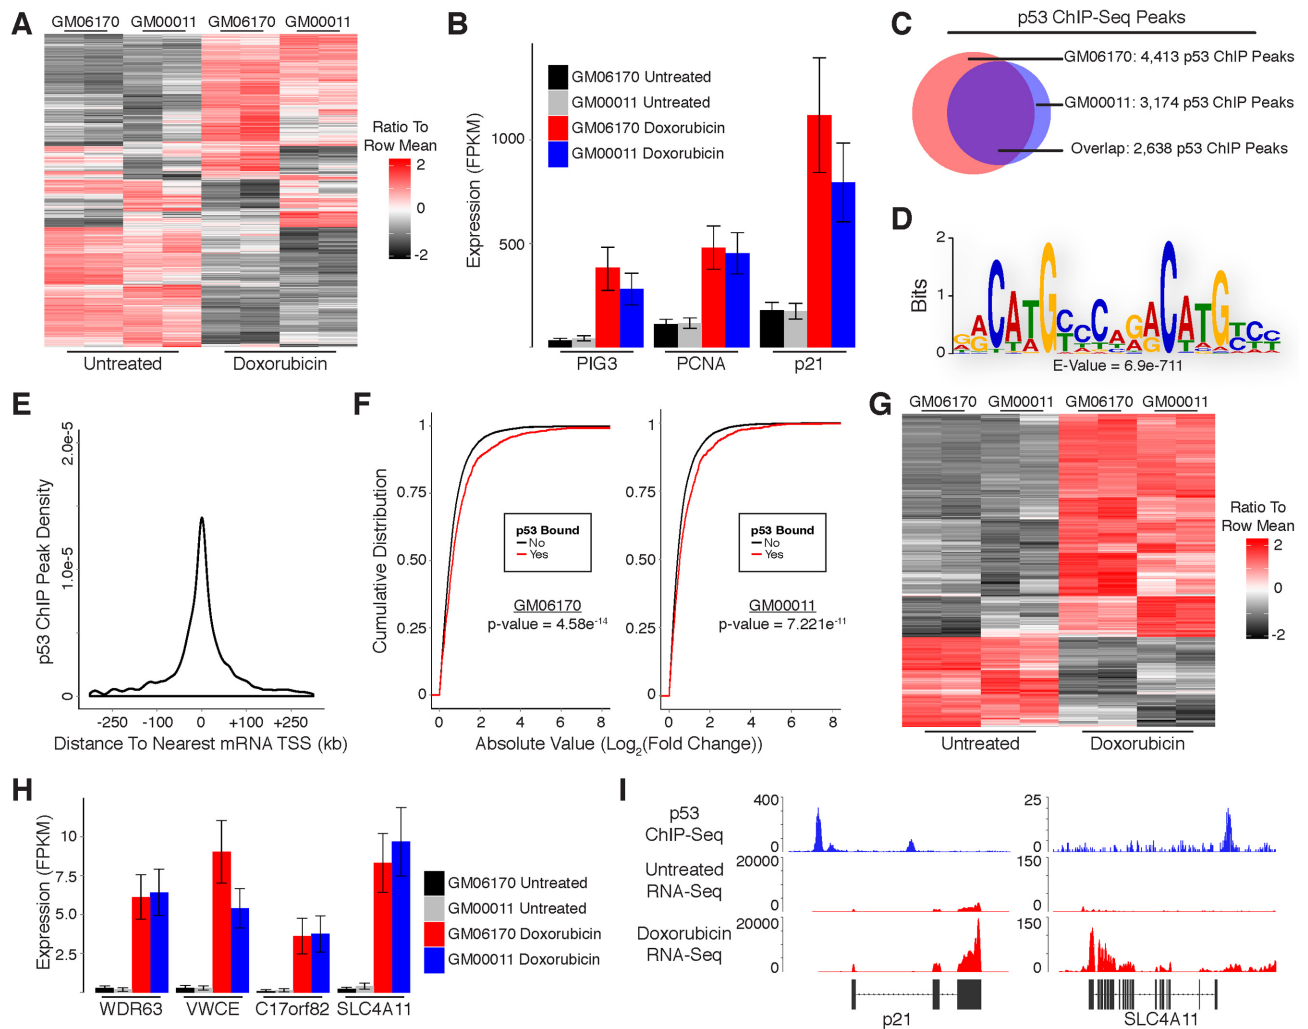 A
GM06170 GM00011 GM06170 GM00011
Ratio To
Row Mean
2
0
-2
Untreated Doxorubicin
B
Expression (FPKM)
1000
500
GM06170 Untreated
GM00011 Untreated
GM06170 Doxorubicin
GM00011 Doxorubicin
PIG3 PCNA p21
C
p53 ChIP-Seq Peaks
GM06170: 4,413 p53 ChIP Peaks
GM00011: 3,174 p53 ChIP Peaks
Overlap: 2,638 p53 ChIP Peaks
D
Bits
2
1
0
E-Value = 6.9e-711
E
p53 ChIP Peak Density
2.0e-5
1.0e-5
0
-250 -100 0 +100 +250
Distance To Nearest mRNA TSS (kb)
F
Cumulative Distribution
1
0.75
0.50
0.25
0
p53 Bound
No
Yes
GM06170
p-value = 4.58e-14
0 2 4 6 8
1
0.75
0.50
0.25
0
p53 Bound
No
Yes
GM00011
p-value = 7.221e-11
0 2 4 6 8
Absolute Value (Log2(Fold Change))
G
GM06170 GM00011 GM06170 GM00011
Ratio To
Row Mean
2
0
-2
Untreated Doxorubicin
H
Expression (FPKM)
10
7.5
5.0
2.5
WDR63 VWCE C17orf82 SLC4A11
GM06170 Untreated
GM00011 Untreated
GM06170 Doxorubicin
GM00011 Doxorubicin
I
p53
ChIP-Seq
400
0
25
0
Untreated
RNA-Seq
20000
0
150
0
Doxorubicin
RNA-Seq
20000
0
150
0
p21 SLC4A11